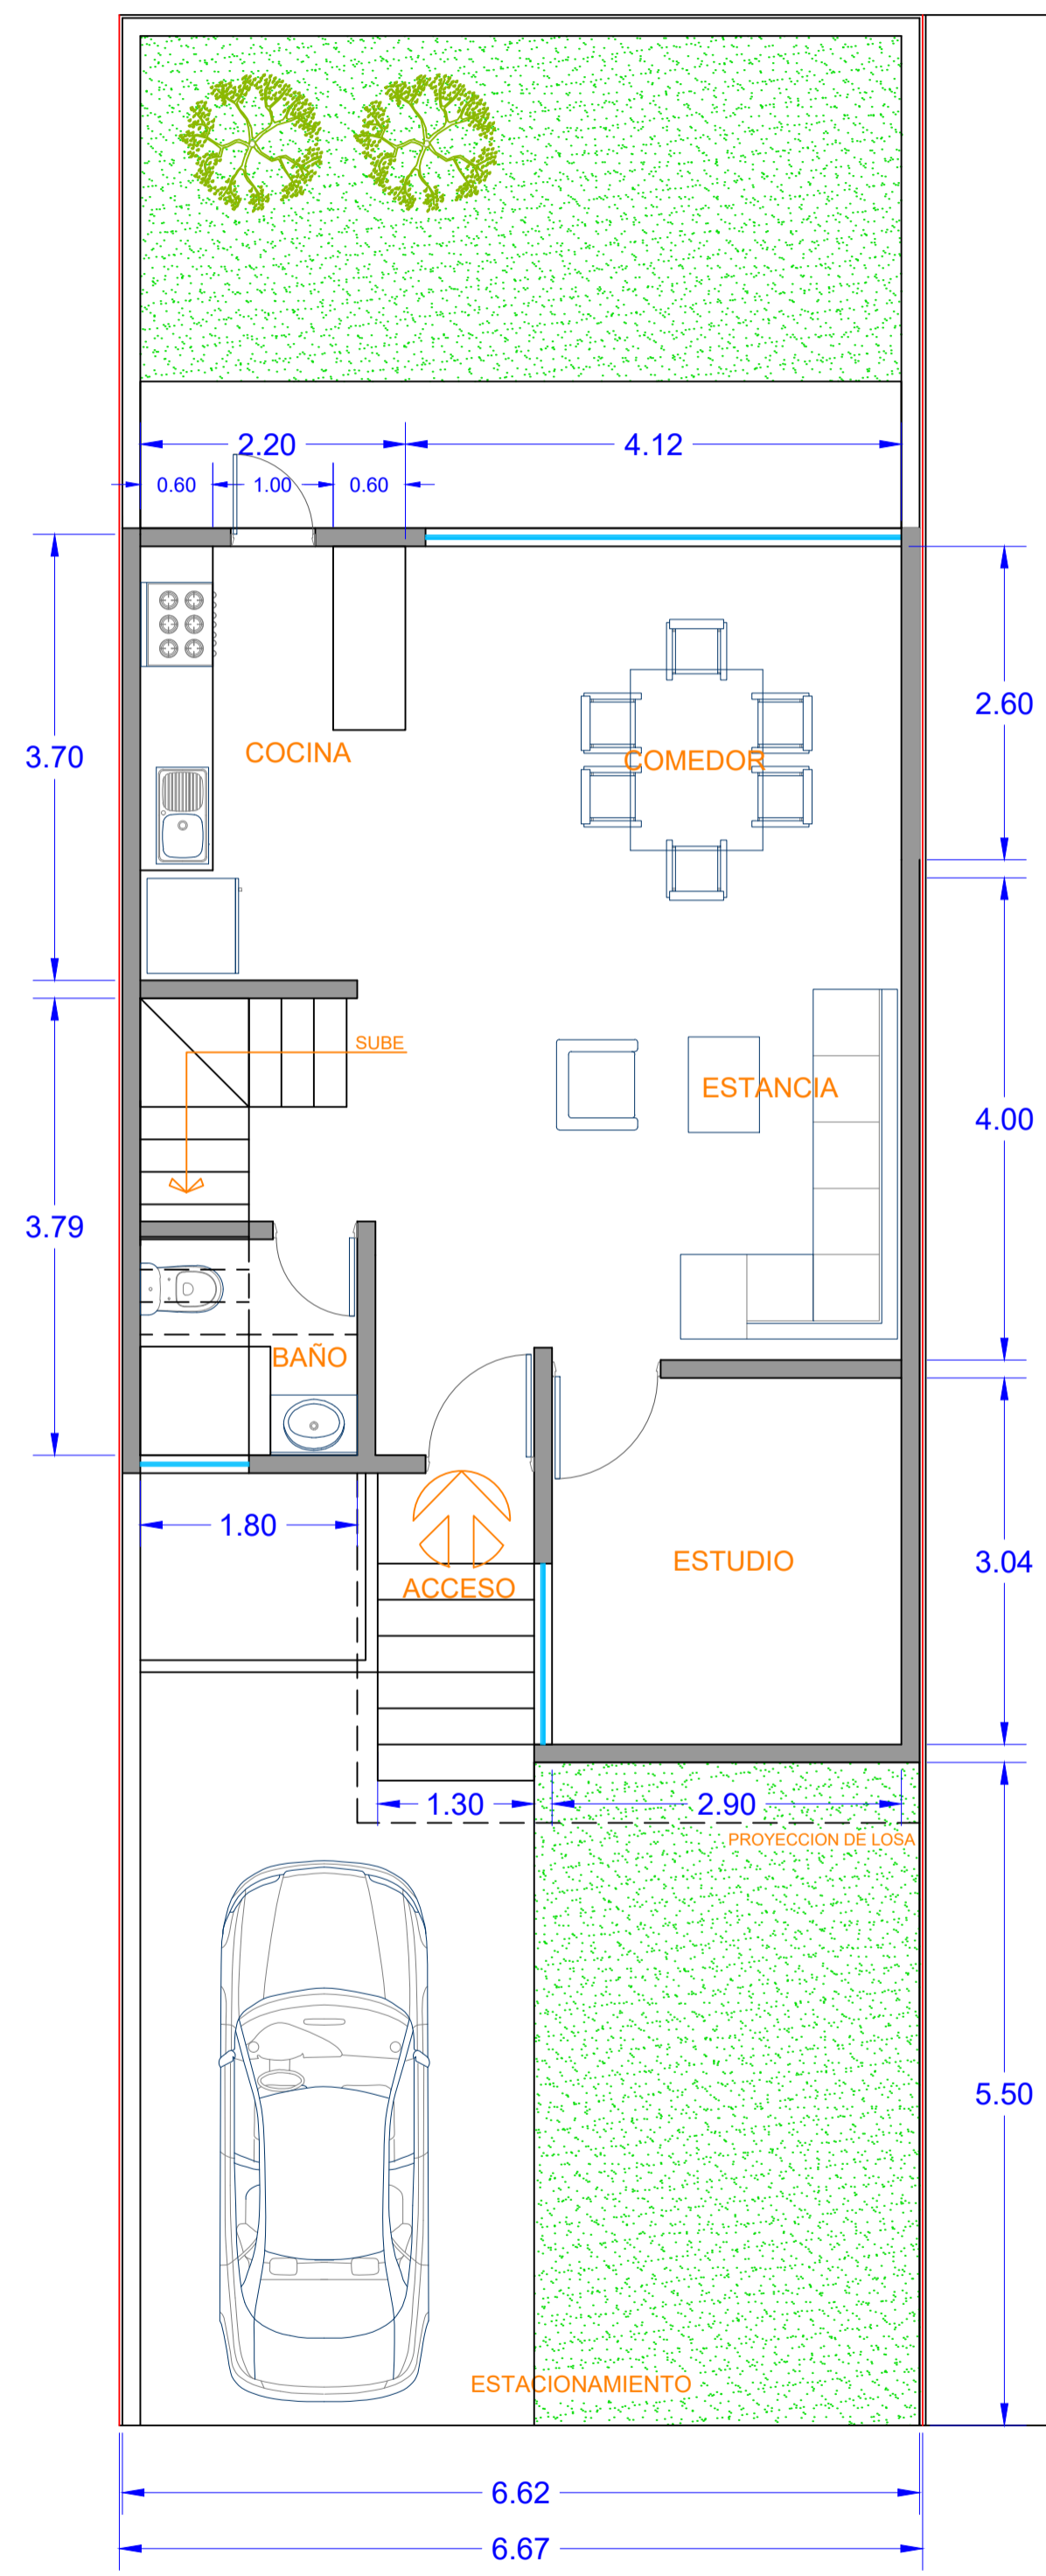 2.20
4.12
0.60
1.00
0.60
3.70
2.60
COCINA
COMEDOR
SUBE
ESTANCIA
4.00
3.79
BAÑO
1.80
ESTUDIO
3.04
ACCESO
1.30
2.90
PROYECCION DE LOSA
5.50
ESTACIONAMIENTO
6.62
6.67